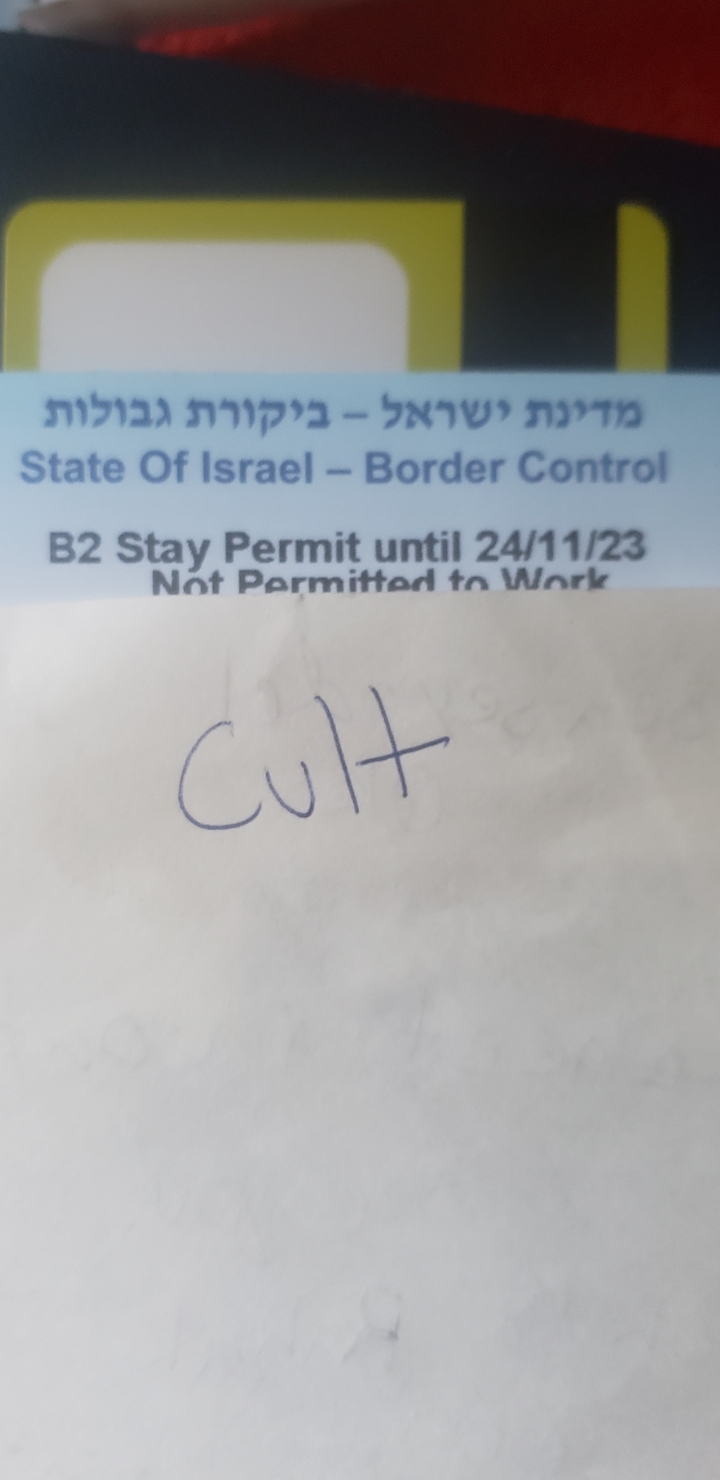 מדינת ישראל – ביקורת גבולות
State Of Israel – Border Control
B2 Stay Permit until 24/11/23
Not Permitted to Work
Cult